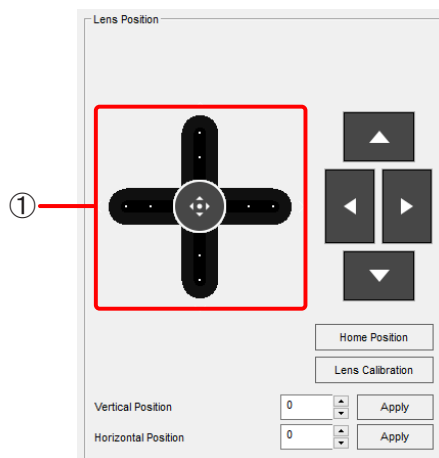 Lens Position
①
Home Position
Lens Calibration
Vertical Position 0 Apply
Horizontal Position 0 Apply